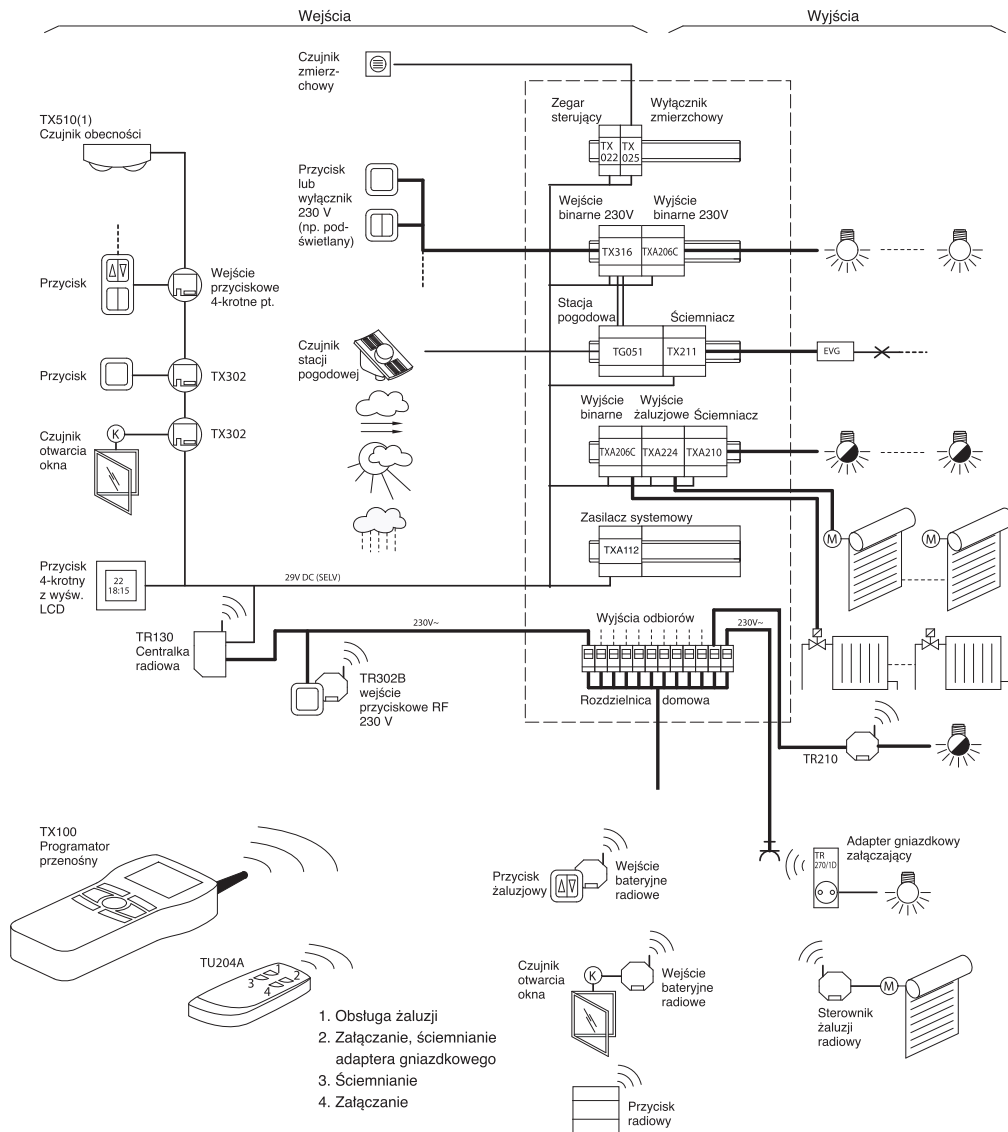 Wejścia
Wyjścia
Czujnik
zmierz-
chowy
TX510(1)
Czujnik obecności
Zegar
sterujący
Wyłącznik
zmierzchowy
TX
022
TX
025
Przycisk
lub
wyłącznik
230 V
(np. pod-
świetlany)
Wejście
binarne 230V
Wyjście
binarne 230V
TX316
TXA206C
Przycisk
Wejście
przyciskowe
4-krotne pt.
Stacja
pogodowa
Ściemniacz
TG051
TX211
EVG
Czujnik
stacji
pogodowej
Przycisk
TX302
Wyjście
binarne
Wyjście
żaluzjowe
Ściemniacz
TXA206C
TXA224
TXA210
Czujnik
otwarcia
okna
K
TX302
Zasilacz systemowy
TXA112
M
M
Przycisk
4-krotny
z wyśw.
LCD
22
18:15
29V DC (SELV)
TR130
Centralka
radiowa
230V~
Wyjścia odbiorów
230V~
Rozdzielnica domowa
TR302B
wejście
przyciskowe RF
230 V
TR210
TX100
Programator
przenośny
Przycisk
żaluzjowy
Wejście
bateryjne
radiowe
Adapter gniazdkowy
załączający
TR
270/1D
TU204A
1
2
3
4
Czujnik
otwarcia
okna
K
Wejście
bateryjne
radiowe
M
Sterownik
żaluzji
radiowy
1. Obsługa żaluzji
2. Załączanie, ściemnianie
adaptera gniazdkowego
3. Ściemnianie
4. Załączanie
Przycisk
radiowy